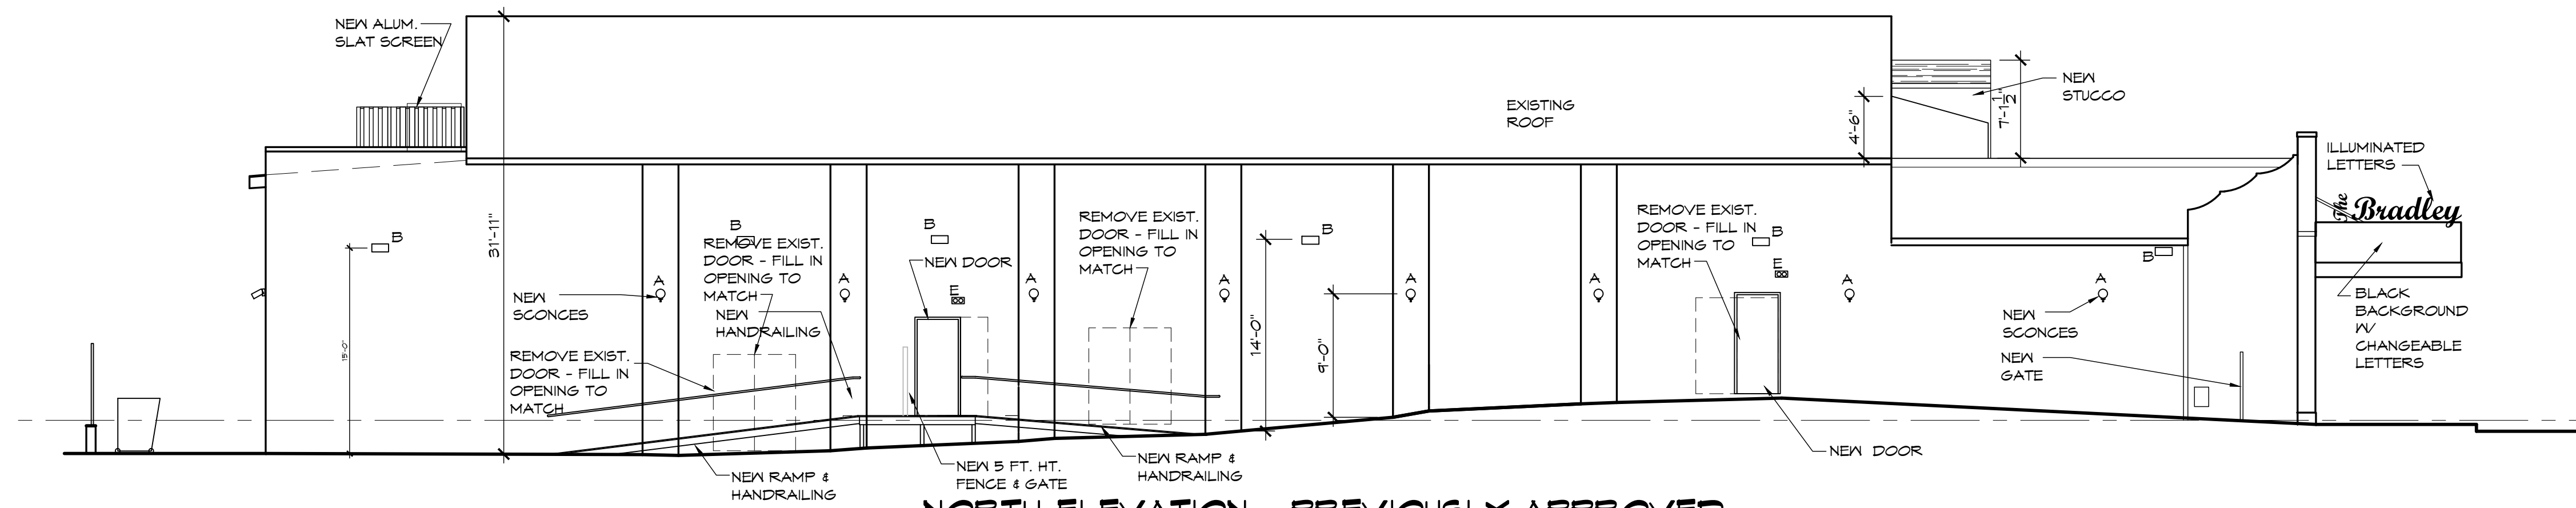 NEW ALUM.
SLAT SCREEN
31'-11"
EXISTING
ROOF
4'-6"
7'-1 1/2"
NEW
STUCCO
ILLUMINATED
LETTERS
The
Bradley
BLACK
BACKGROUND
W/
CHANGEABLE
LETTERS
B
15'-0"
NEW
SCONCES
A
B
REMOVE EXIST.
DOOR - FILL IN
OPENING TO
MATCH
NEW
HANDRAILING
REMOVE EXIST.
DOOR - FILL IN
OPENING TO
MATCH
A
B
NEW DOOR
E
A
REMOVE EXIST.
DOOR - FILL IN
OPENING TO
MATCH
A
B
14'-0"
9'-0"
A
A
REMOVE EXIST.
DOOR - FILL IN
OPENING TO
MATCH
B
E
A
A
B
NEW
SCONCES
NEW
GATE
NEW RAMP &
HANDRAILING
NEW 5 FT. HT.
FENCE & GATE
NEW RAMP &
HANDRAILING
NEW DOOR
NORTH ELEVATION - PREVIOUSLY APPROVED